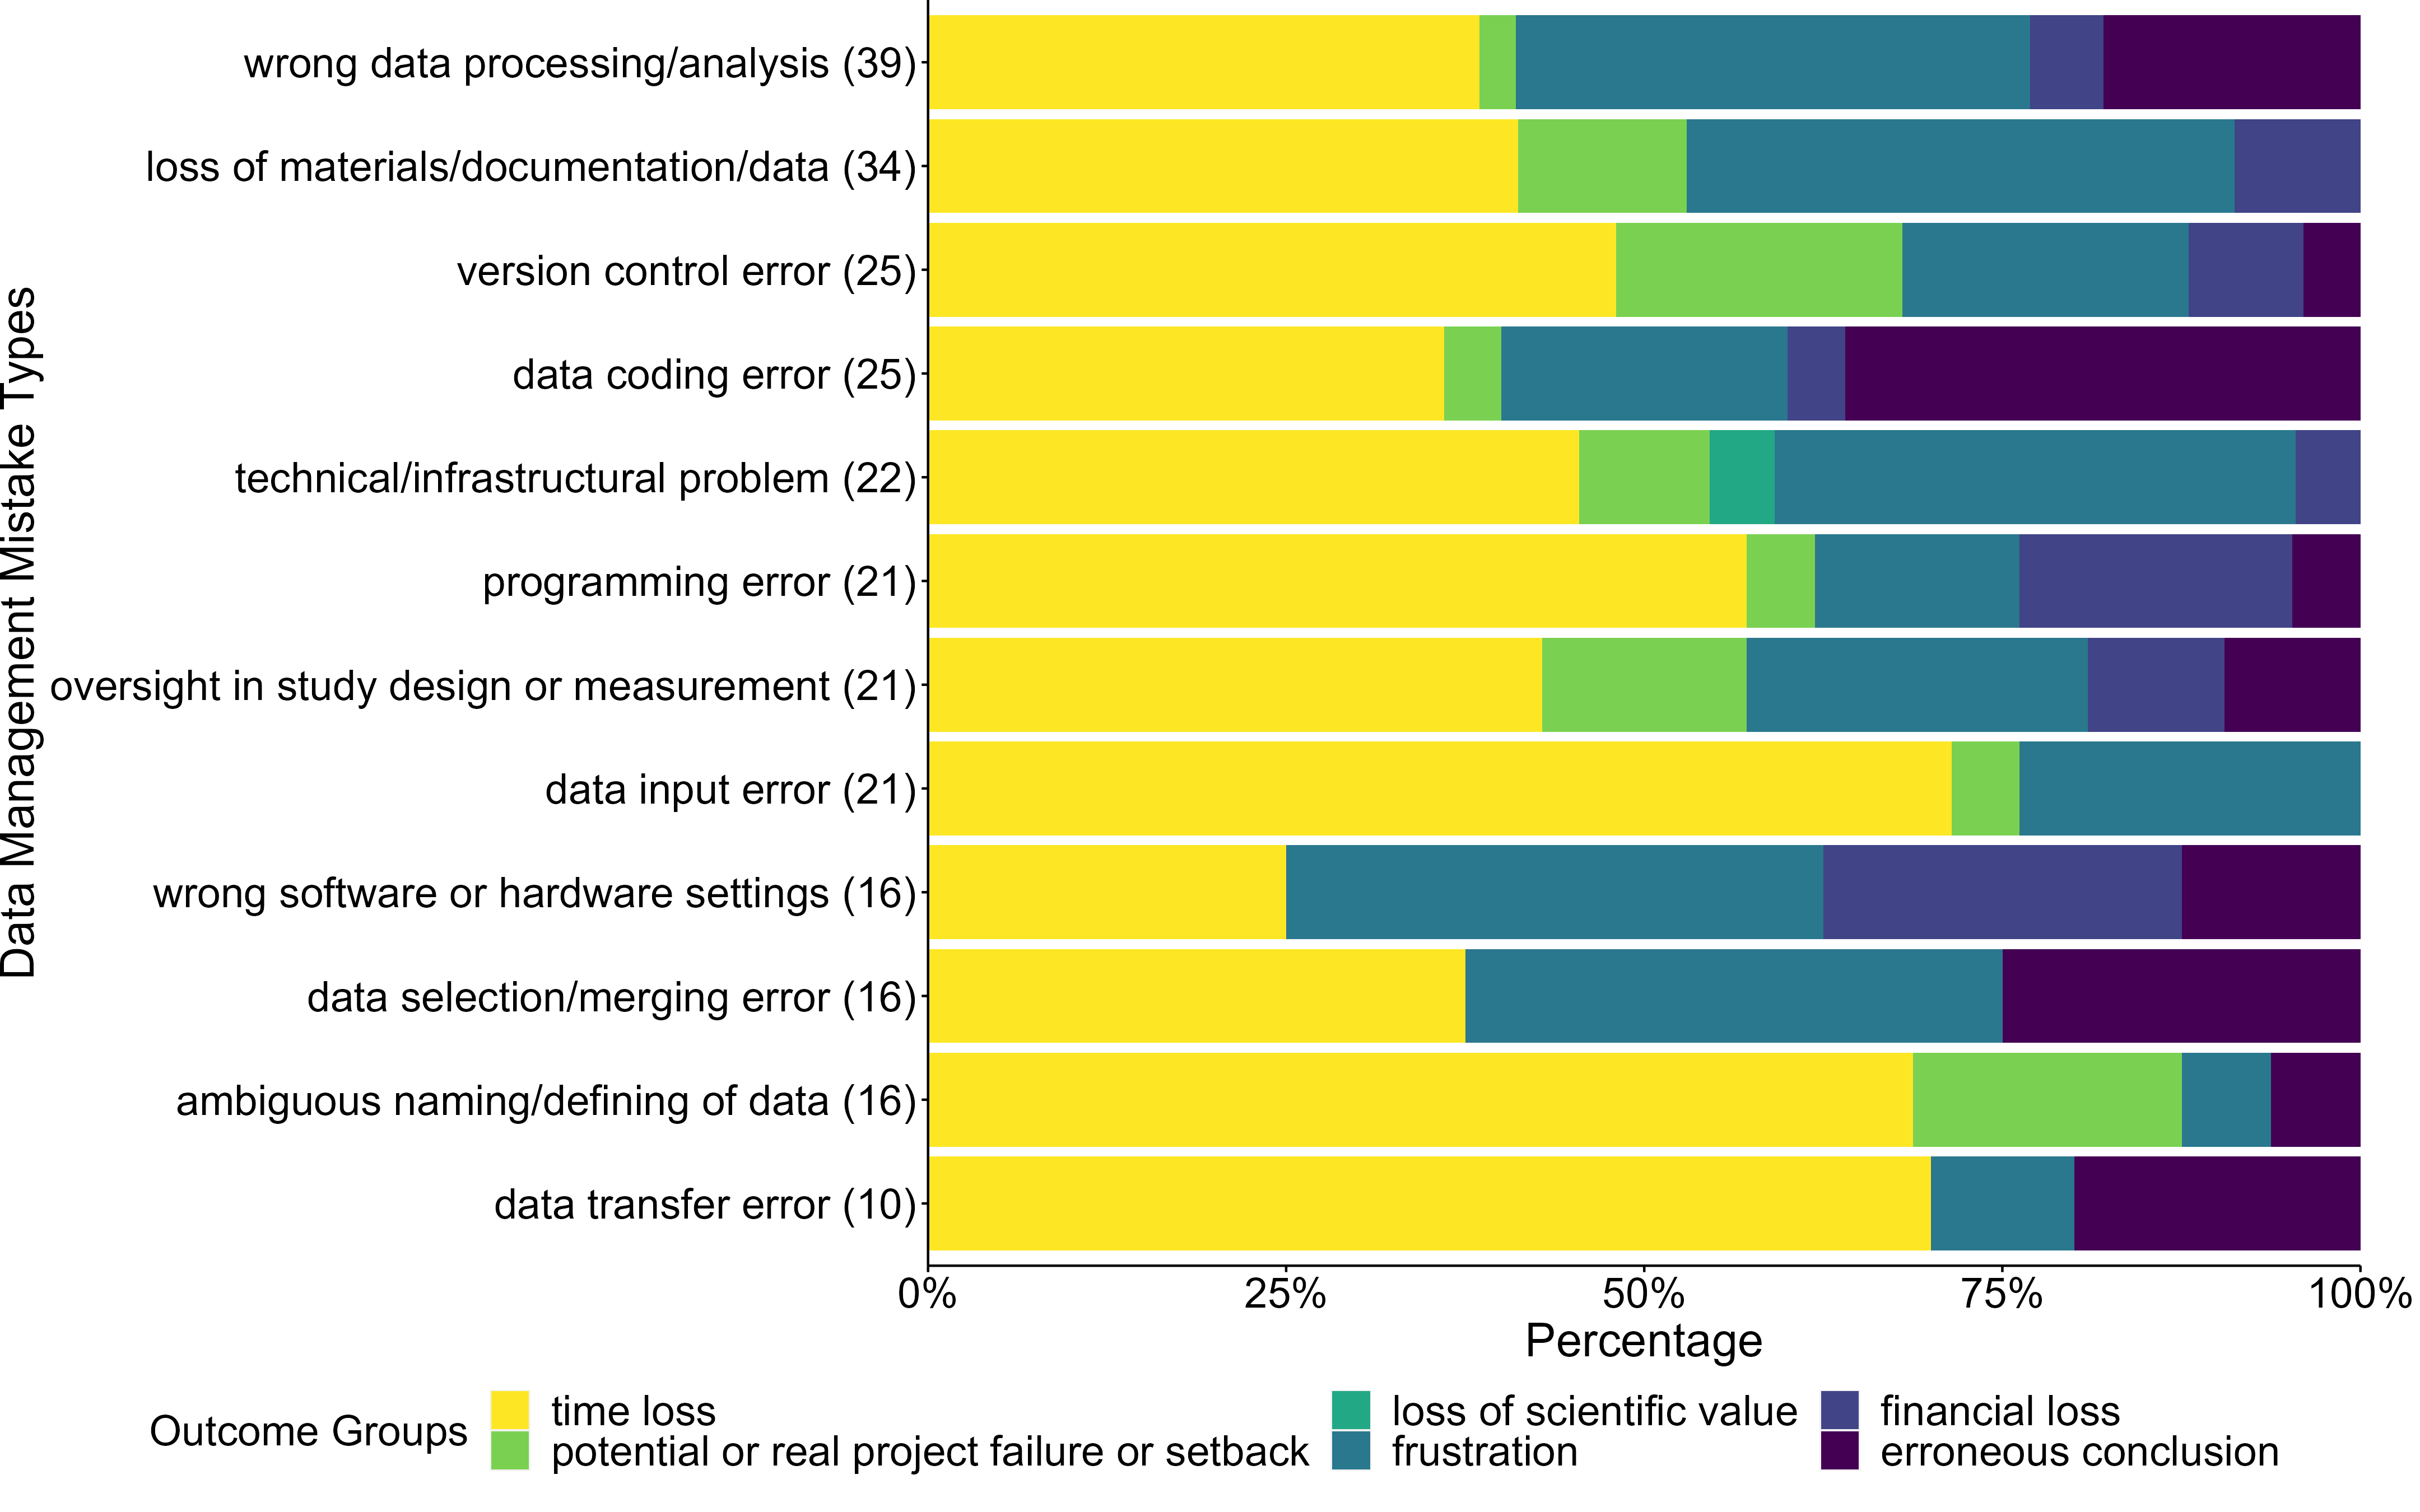 Data Management Mistake Types
wrong data processing/analysis (39)
loss of materials/documentation/data (34)
version control error (25)
data coding error (25)
technical/infrastructural problem (22)
programming error (21)
oversight in study design or measurement (21)
data input error (21)
wrong software or hardware settings (16)
data selection/merging error (16)
ambiguous naming/defining of data (16)
data transfer error (10)
0% 25% 50% 75% 100%
Percentage
Outcome Groups
time loss
potential or real project failure or setback
loss of scientific value
frustration
financial loss
erroneous conclusion